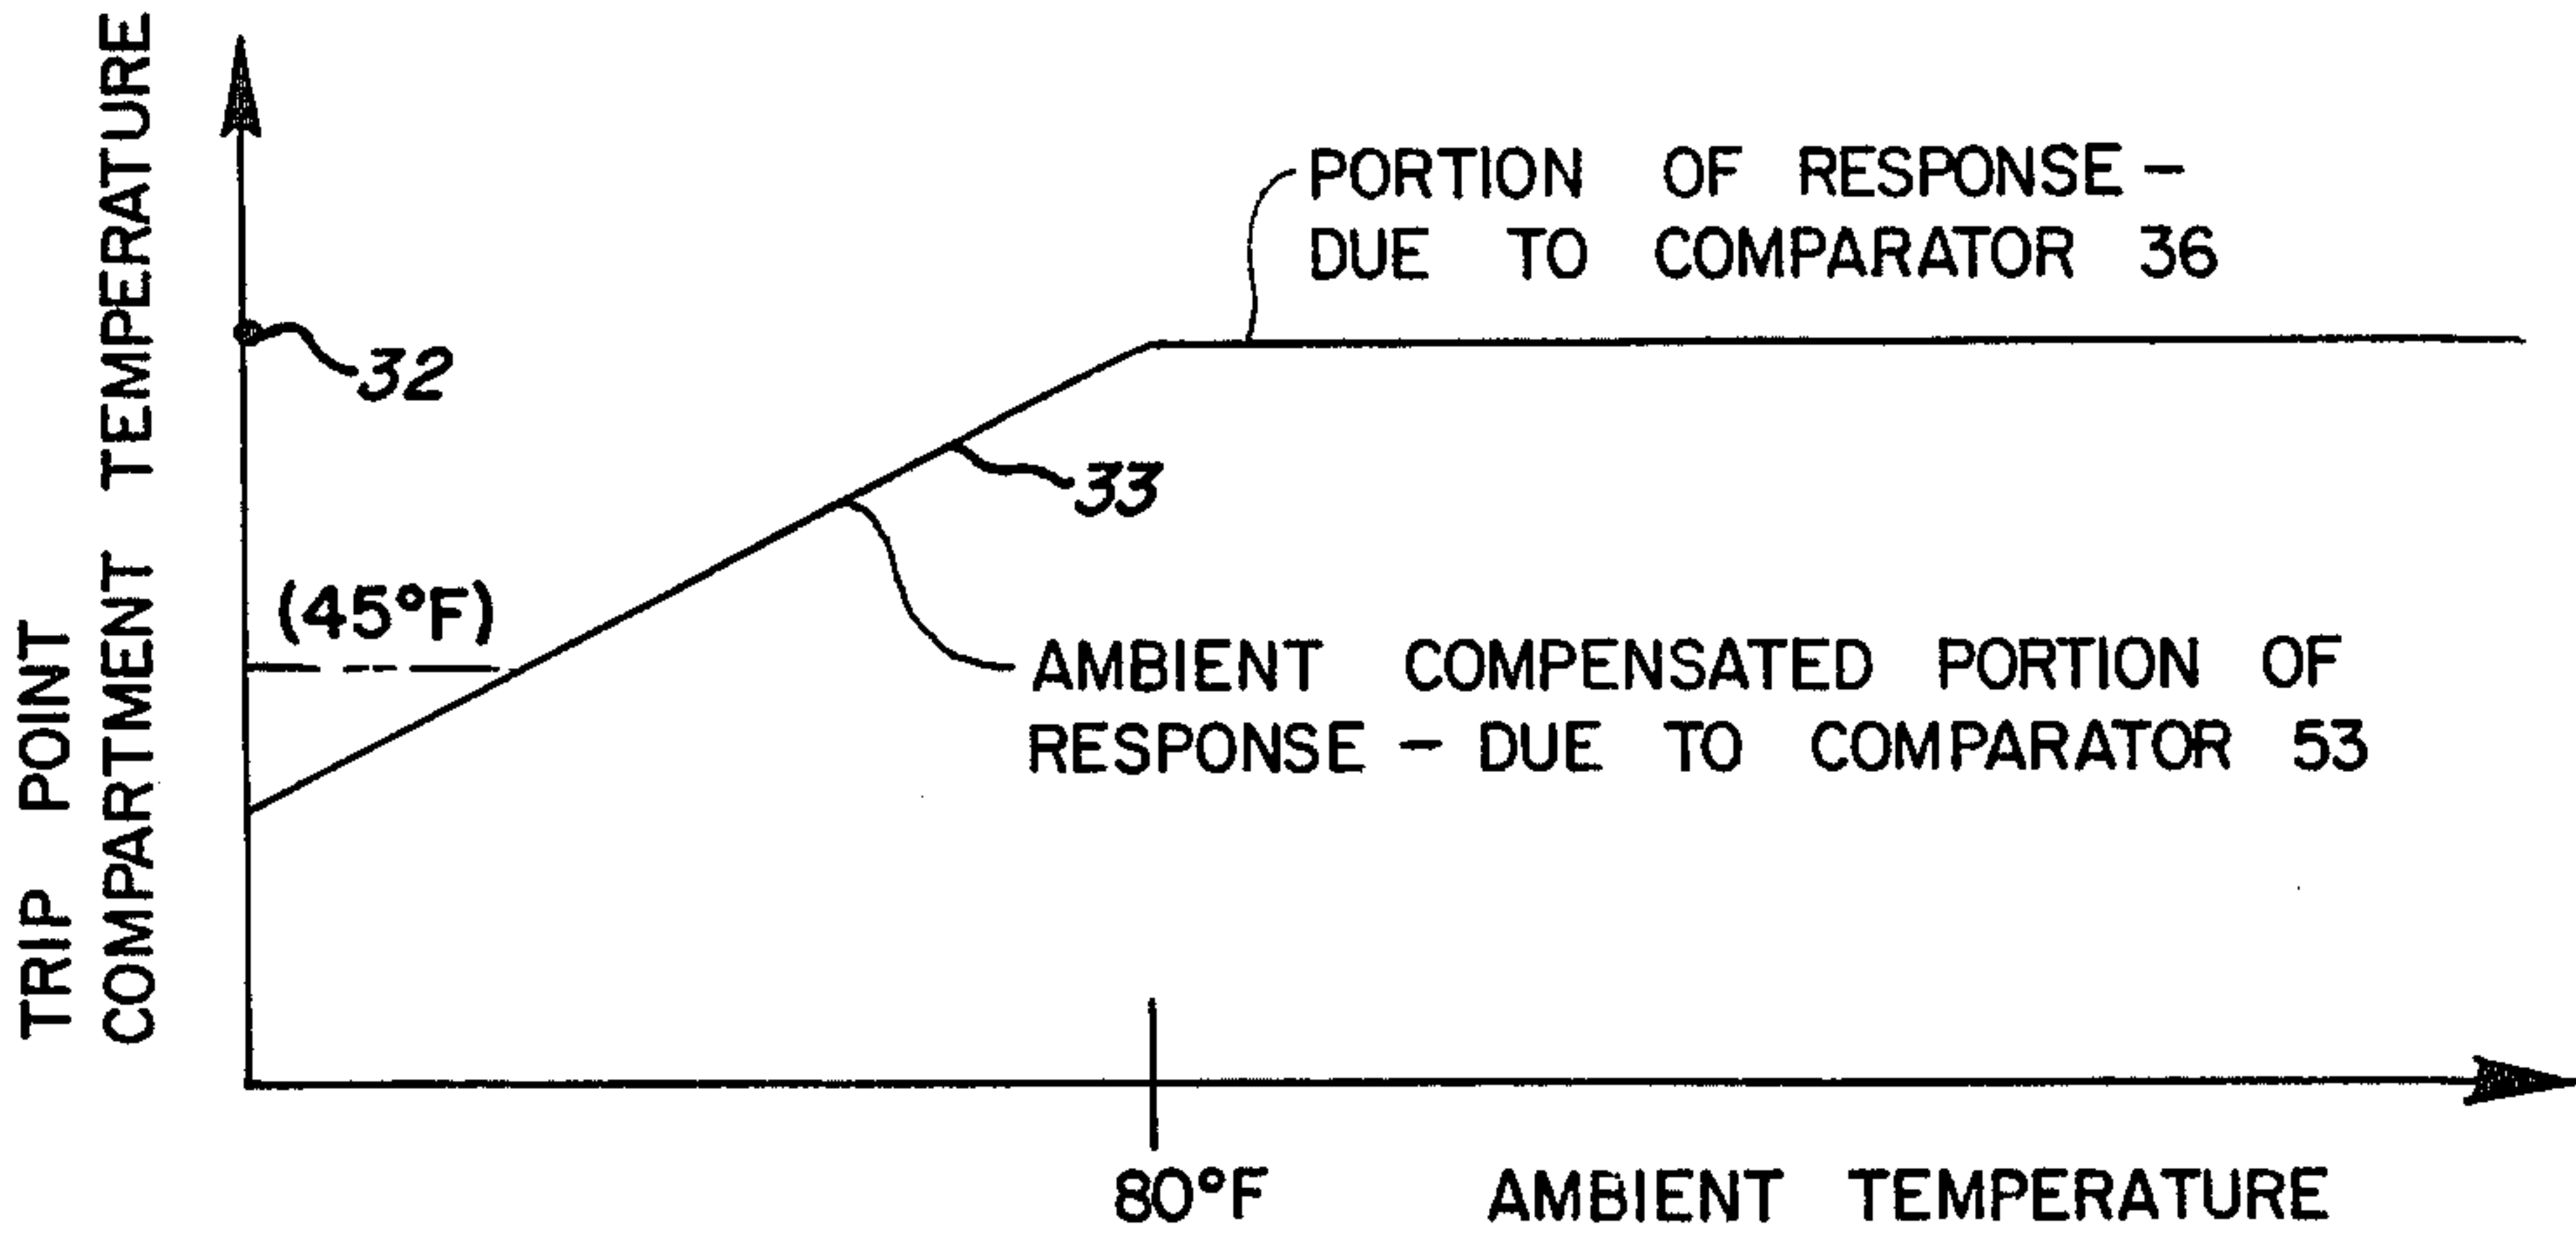 TRIP POINT
COMPARTMENT TEMPERATURE
PORTION OF RESPONSE -
DUE TO COMPARATOR 36
32
33
(45°F)
AMBIENT COMPENSATED PORTION OF
RESPONSE - DUE TO COMPARATOR 53
80°F
AMBIENT TEMPERATURE